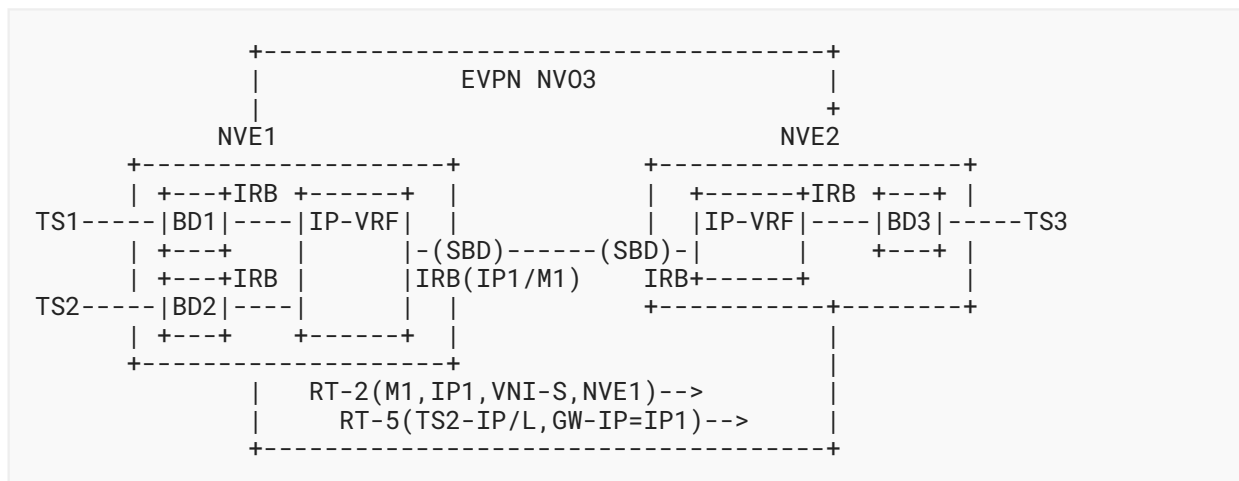 EVPN NVO3
NVE1 NVE2
IRB IRB
TS1 BD1 IP-VRF IP-VRF BD3 TS3
(SBD) (SBD)
IRB IRB(IP1/M1) IRB
TS2 BD2
RT-2(M1,IP1,VNI-S,NVE1)-->
RT-5(TS2-IP/L,GW-IP=IP1)-->